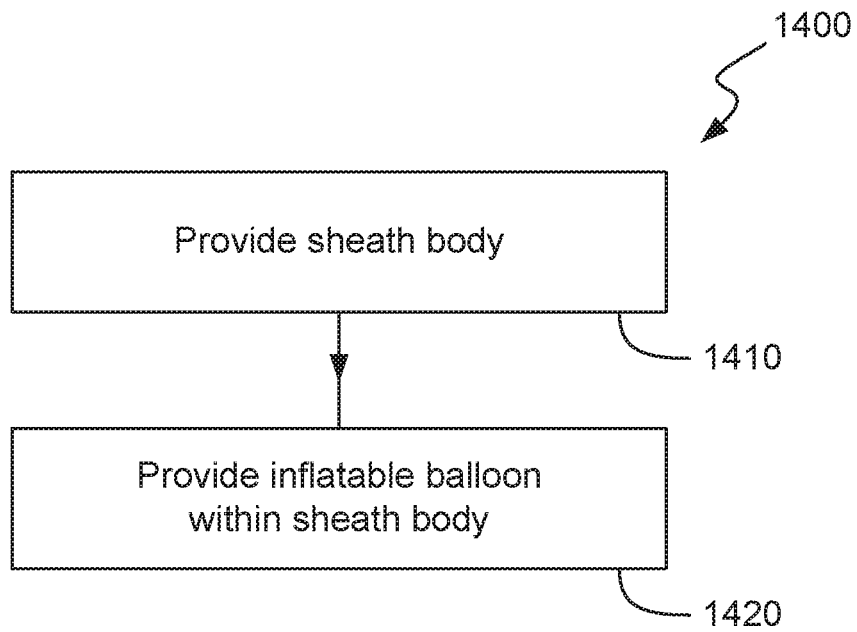 1400
Provide sheath body
1410
Provide inflatable balloon
within sheath body
1420